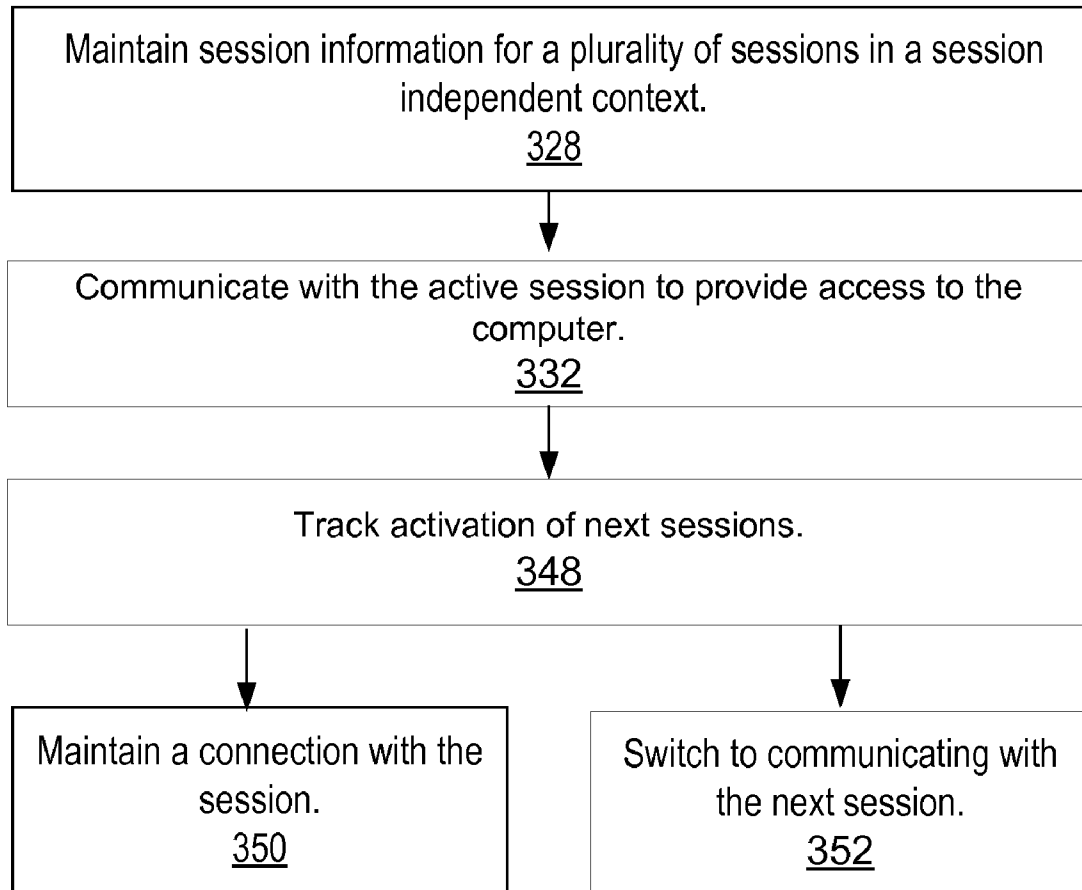 Maintain session information for a plurality of sessions in a session
independent context.
328
Communicate with the active session to provide access to the
computer.
332
Track activation of next sessions.
348
Maintain a connection with the
session.
350
Switch to communicating with
the next session.
352